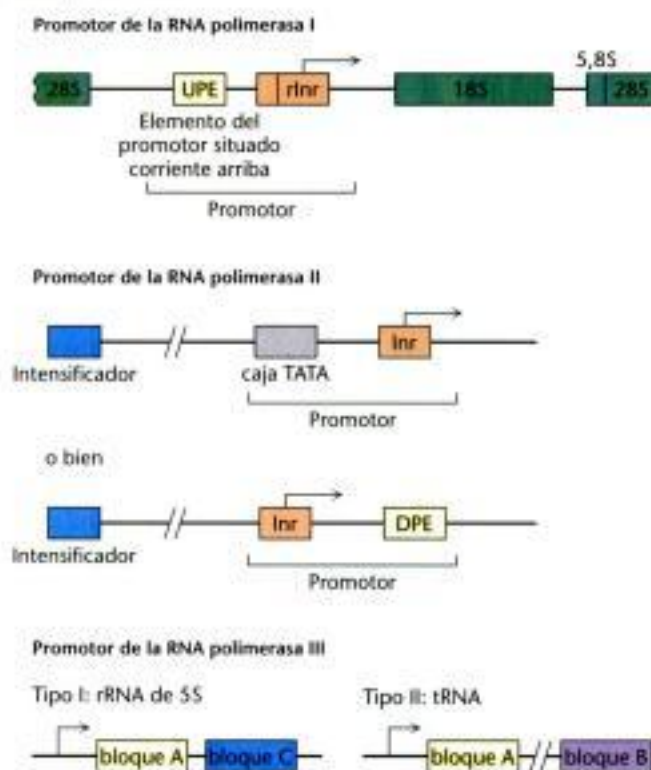 Promotor de la RNA polimerasa I
5,8S
28S
UPE
rInr
18S
28S
Elemento del
promotor situado
corriente arriba
Promotor
Promotor de la RNA polimerasa II
Inr
Intensificador
caja TATA
Promotor
o bien
Inr
DPE
Intensificador
Promotor
Promotor de la RNA polimerasa III
Tipo I: rRNA de 5S
Tipo II: tRNA
bloque A
bloque C
bloque A
bloque B